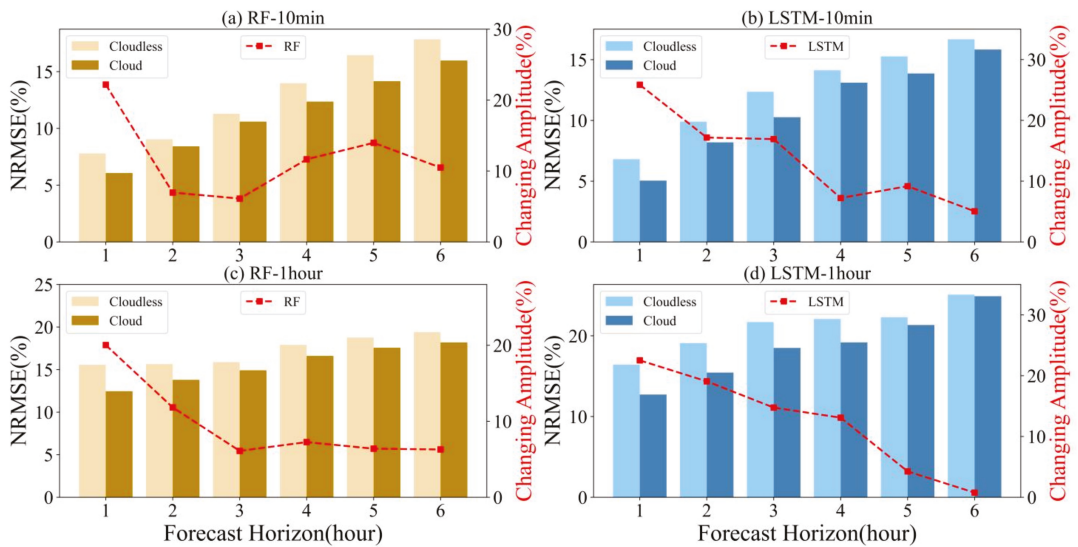 (a) RF-10min
NRMSE(%)
15
10
5
0
Cloudless
Cloud
RF
30
20
10
0
Changing Amplitude(%)
1 2 3 4 5 6
(b) LSTM-10min
NRMSE(%)
15
10
5
0
Cloudless
Cloud
LSTM
30
20
10
0
Changing Amplitude(%)
1 2 3 4 5 6
(c) RF-1hour
NRMSE(%)
25
20
15
10
5
0
Cloudless
Cloud
RF
20
10
0
Changing Amplitude(%)
1 2 3 4 5 6
Forecast Horizon(hour)
(d) LSTM-1hour
NRMSE(%)
20
10
0
Cloudless
Cloud
LSTM
30
20
10
0
Changing Amplitude(%)
1 2 3 4 5 6
Forecast Horizon(hour)